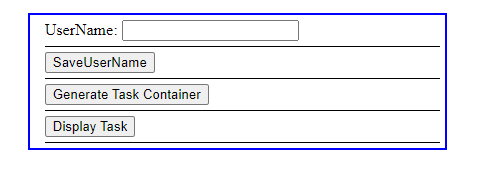 UserName:
SaveUserName
Generate Task Container
Display Task